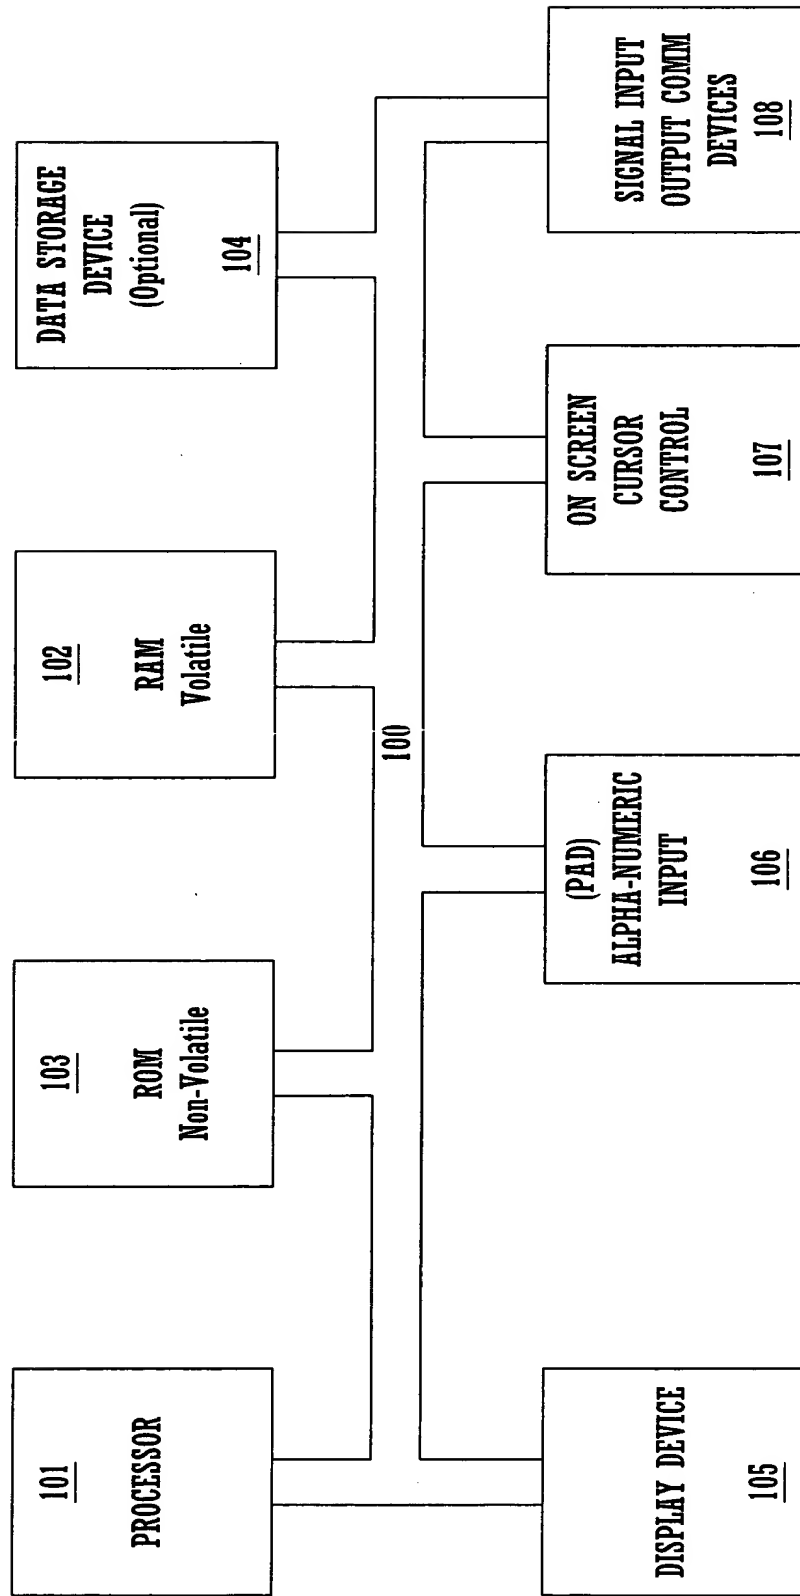 101
PROCESSOR
103
ROM
Non-Volatile
102
RAM
Volatile
DATA STORAGE
DEVICE
(Optional)
104
100
DISPLAY DEVICE
105
(PAD)
ALPHA-NUMERIC
INPUT
106
ON SCREEN
CURSOR
CONTROL
107
SIGNAL INPUT
OUTPUT COMM
DEVICES
108